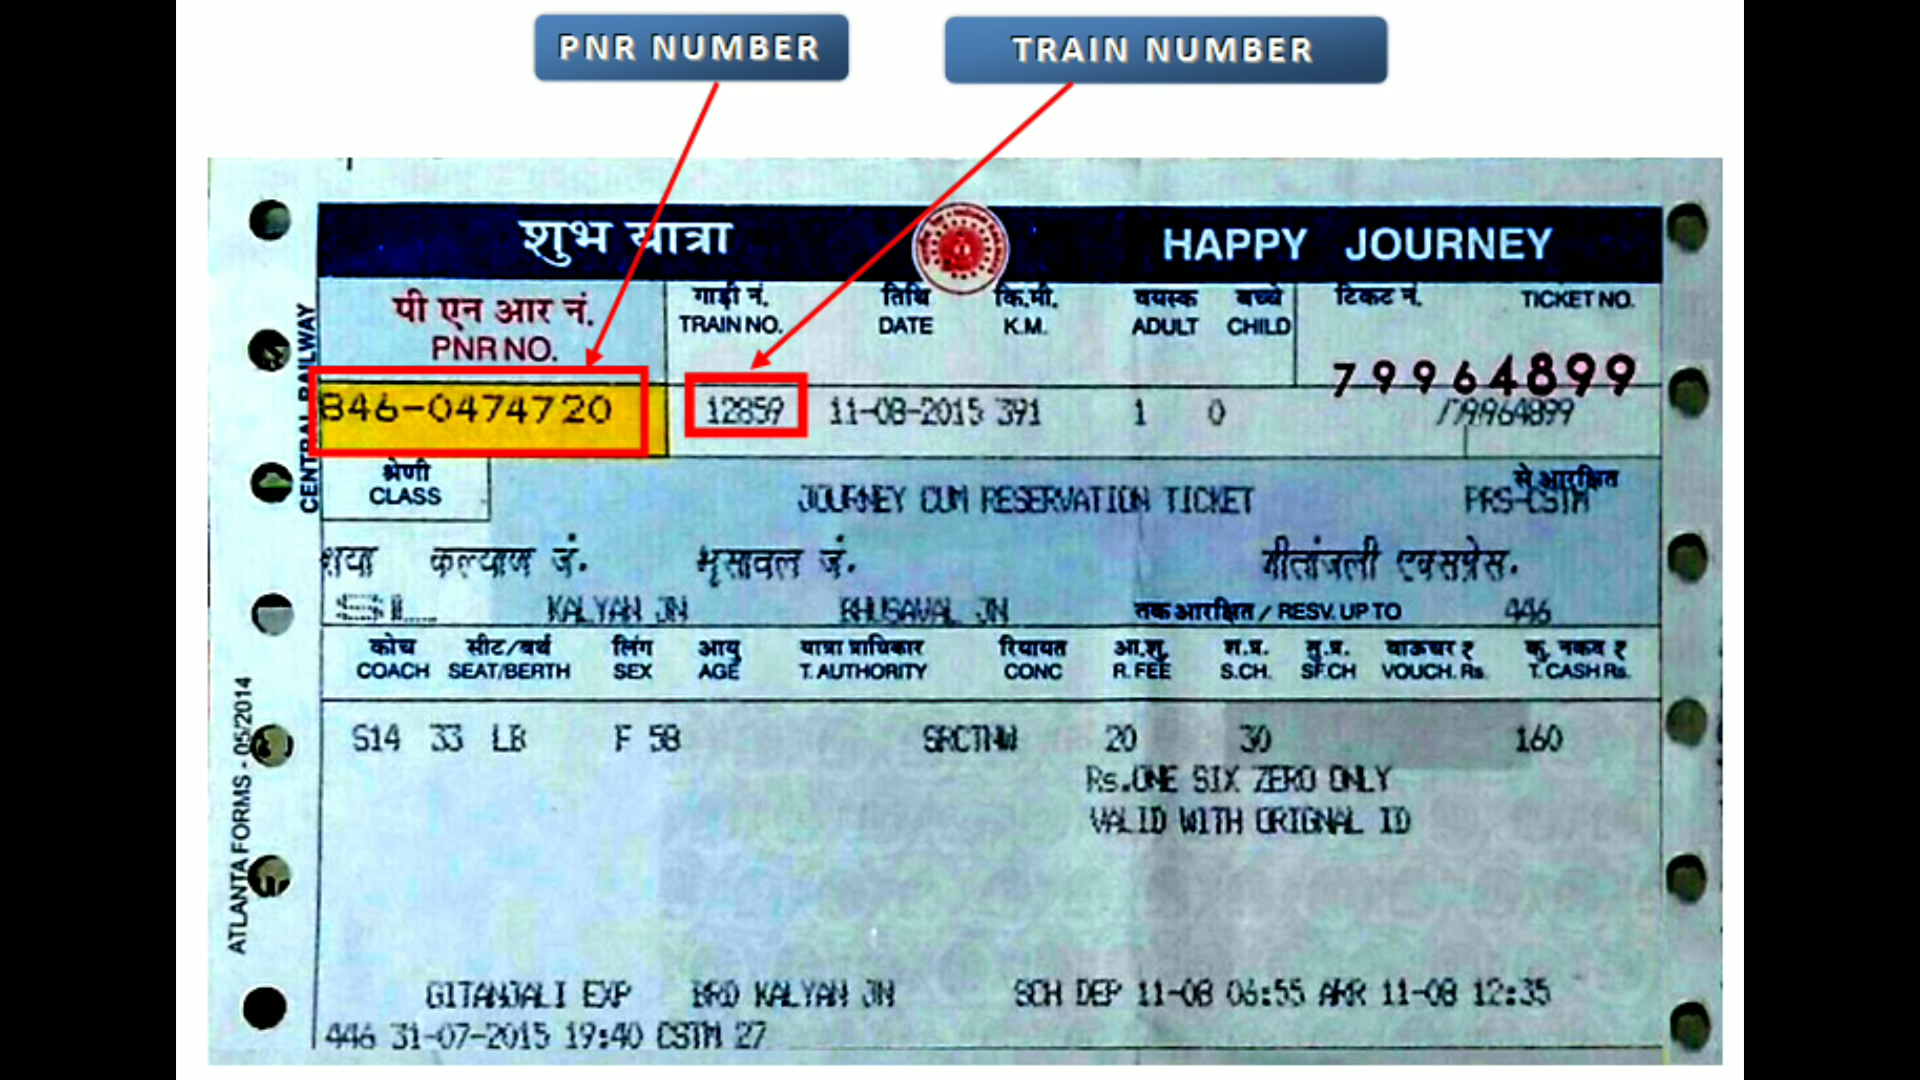 PNR NUMBER TRAIN NUMBER
शुभ यात्रा HAPPY JOURNEY
पी एन आर नं. गाड़ी नं. तिथि कि.मी. वयस्क बच्चे टिकट नं. TICKET NO.
PNR NO. TRAIN NO. DATE K.M. ADULT CHILD
79964899
846-0474720 12859 11-08-2015 391 1 0 79964899
CENTRAL RAILWAY
श्रेणी से आरक्षित
CLASS JOURNEY CUM RESERVATION TICKET PRS-CSTM
शया कल्याण जं. भुसावल जं. गीतांजली एक्सप्रेस.
SL KALYAN JN BHUSAVAL JN तक आरक्षित / RESV. UP TO 446
कोच सीट/बर्थ लिंग आयु यात्रा प्राधिकार रियायत आ.शु. श.प्र. सु.प्र. वाऊचर ₹ कु. नकद ₹
COACH SEAT/BERTH SEX AGE T. AUTHORITY CONC R. FEE S.CH. SF.CH VOUCH. Rs. T. CASH Rs.
S14 33 LB F 58 SRCTNW 20 30 160
Rs.ONE SIX ZERO ONLY
VALID WITH ORIGNAL ID
ATLANTA FORMS - 05/2014
GITANJALI EXP BRD KALYAN JN SCH DEP 11-08 06:55 ARR 11-08 12:35
446 31-07-2015 19:40 CSTM 27